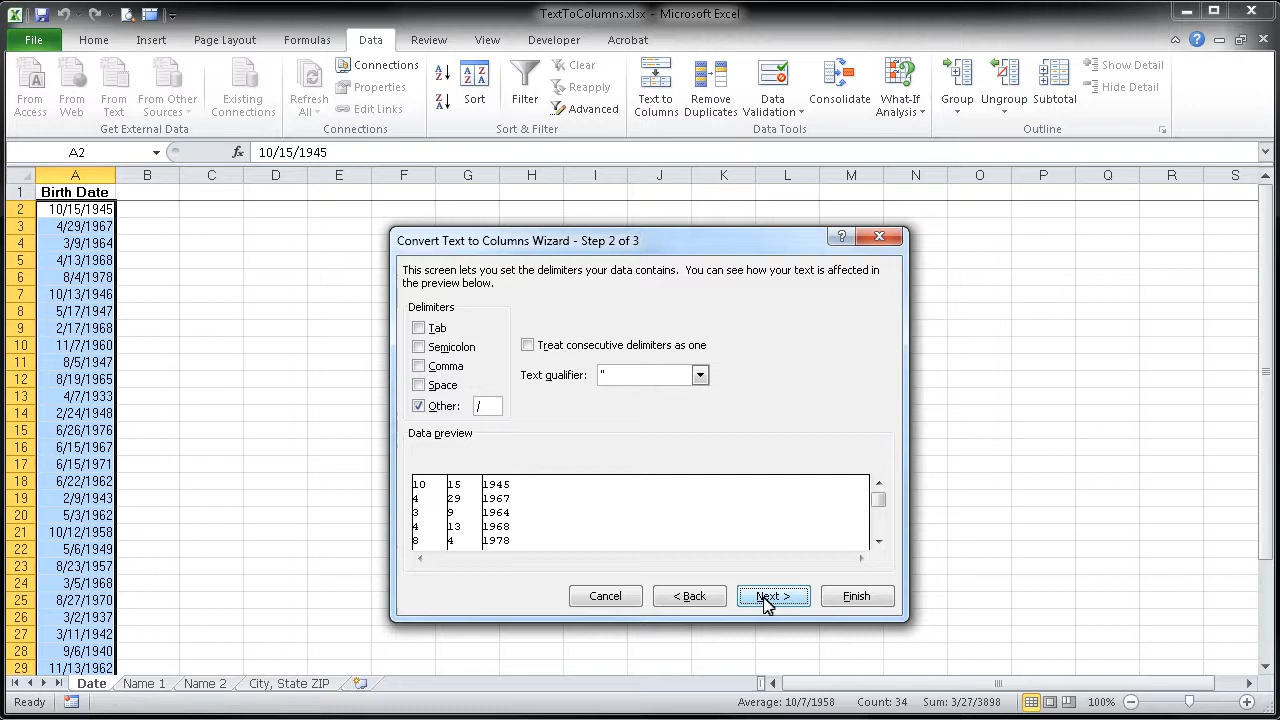 TextToColumns.xlsx - Microsoft Excel
File Home Insert Page Layout Formulas Data Review View Developer Acrobat
From Access
From Web
From Text
From Other Sources
Existing Connections
Get External Data
Refresh All
Connections
Properties
Edit Links
Connections
Sort
Filter
Clear
Reapply
Advanced
Sort & Filter
Text to Columns
Remove Duplicates
Data Validation
Consolidate
What-If Analysis
Data Tools
Group
Ungroup
Subtotal
Show Detail
Hide Detail
Outline
A2 fx 10/15/1945
A B C D E F G H I J K L M N O P Q R S
1 Birth Date
2 10/15/1945
3 4/29/1967
4 3/9/1964
5 4/13/1968
6 8/4/1978
7 10/13/1946
8 5/17/1947
9 2/17/1968
10 11/7/1960
11 8/5/1947
12 8/19/1965
13 4/7/1933
14 2/24/1948
15 6/26/1976
16 6/15/1967
17 6/15/1971
18 6/22/1962
19 2/9/1943
20 5/3/1962
21 10/12/1958
22 5/6/1949
23 8/23/1957
24 3/5/1968
25 8/27/1970
26 3/2/1937
27 3/11/1942
28 9/6/1940
29 11/13/1962
Convert Text to Columns Wizard - Step 2 of 3
This screen lets you set the delimiters your data contains. You can see how your text is affected in
the preview below.
Delimiters
Tab
Semicolon
Comma
Space
Other: /
Treat consecutive delimiters as one
Text qualifier: "
Data preview
10 15 1945
4 29 1967
3 9 1964
4 13 1968
8 4 1978
Cancel < Back Next > Finish
Date Name 1 Name 2 City, State ZIP
Ready Average: 10/7/1958 Count: 34 Sum: 3/27/3898 100%